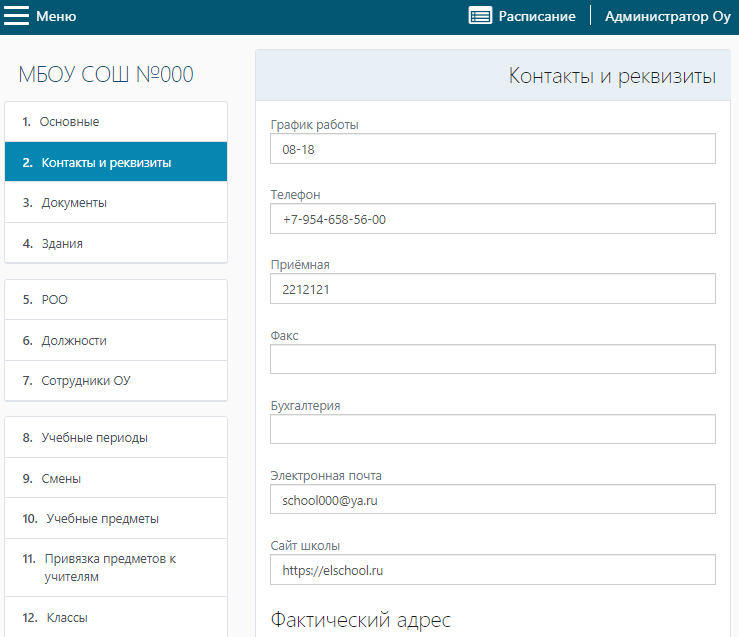 Меню
Расписание
Администратор Оу
МБОУ СОШ №000
1. Основные
2. Контакты и реквизиты
3. Документы
4. Здания
5. РОО
6. Должности
7. Сотрудники ОУ
8. Учебные периоды
9. Смены
10. Учебные предметы
11. Привязка предметов к
учителям
12. Классы
Контакты и реквизиты
График работы
08-18
Телефон
+7-954-658-56-00
Приёмная
2212121
Факс
Бухгалтерия
Электронная почта
school000@ya.ru
Сайт школы
https://elschool.ru
Фактический адрес